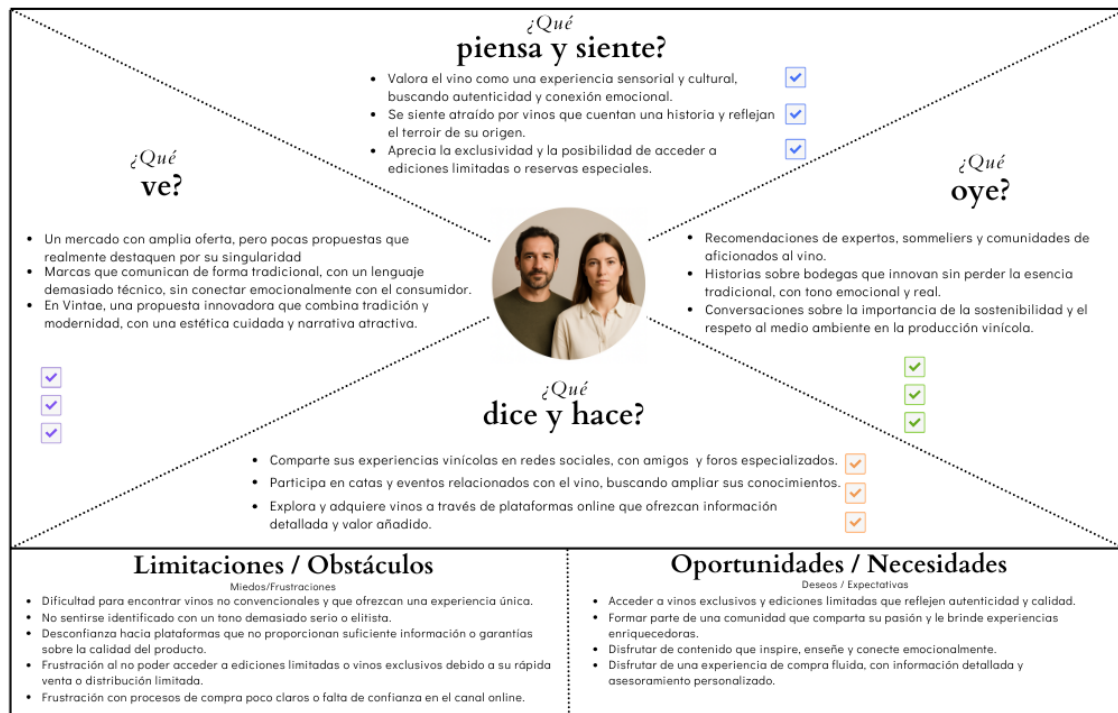 ¿Qué
piensa y siente?
• Valora el vino como una experiencia sensorial y cultural,
buscando autenticidad y conexión emocional.
• Se siente atraído por vinos que cuentan una historia y reflejan
el terroir de su origen.
• Aprecia la exclusividad y la posibilidad de acceder a
ediciones limitadas o reservas especiales.
¿Qué
ve?
• Un mercado con amplia oferta, pero pocas propuestas que
realmente destaquen por su singularidad
• Marcas que comunican de forma tradicional, con un lenguaje
demasiado técnico, sin conectar emocionalmente con el consumidor.
• En Vintae, una propuesta innovadora que combina tradición y
modernidad, con una estética cuidada y narrativa atractiva.
¿Qué
oye?
• Recomendaciones de expertos, sommeliers y comunidades de
aficionados al vino.
• Historias sobre bodegas que innovan sin perder la esencia
tradicional, con tono emocional y real.
• Conversaciones sobre la importancia de la sostenibilidad y el
respeto al medio ambiente en la producción vinícola.
¿Qué
dice y hace?
• Comparte sus experiencias vinícolas en redes sociales, con amigos y foros especializados.
• Participa en catas y eventos relacionados con el vino, buscando ampliar sus conocimientos.
• Explora y adquiere vinos a través de plataformas online que ofrezcan información
detallada y valor añadido.
Limitaciones / Obstáculos
Miedos/Frustraciones
• Dificultad para encontrar vinos no convencionales y que ofrezcan una experiencia única.
• No sentirse identificado con un tono demasiado serio o elitista.
• Desconfianza hacia plataformas que no proporcionan suficiente información o garantías
sobre la calidad del producto.
• Frustración al no poder acceder a ediciones limitadas o vinos exclusivos debido a su rápida
venta o distribución limitada.
• Frustración con procesos de compra poco claros o falta de confianza en el canal online.
Oportunidades / Necesidades
Deseos / Expectativas
• Acceder a vinos exclusivos y ediciones limitadas que reflejen autenticidad y calidad.
• Formar parte de una comunidad que comparta su pasión y le brinde experiencias
enriquecedoras.
• Disfrutar de contenido que inspire, enseñe y conecte emocionalmente.
• Disfrutar de una experiencia de compra fluida, con información detallada y
asesoramiento personalizado.